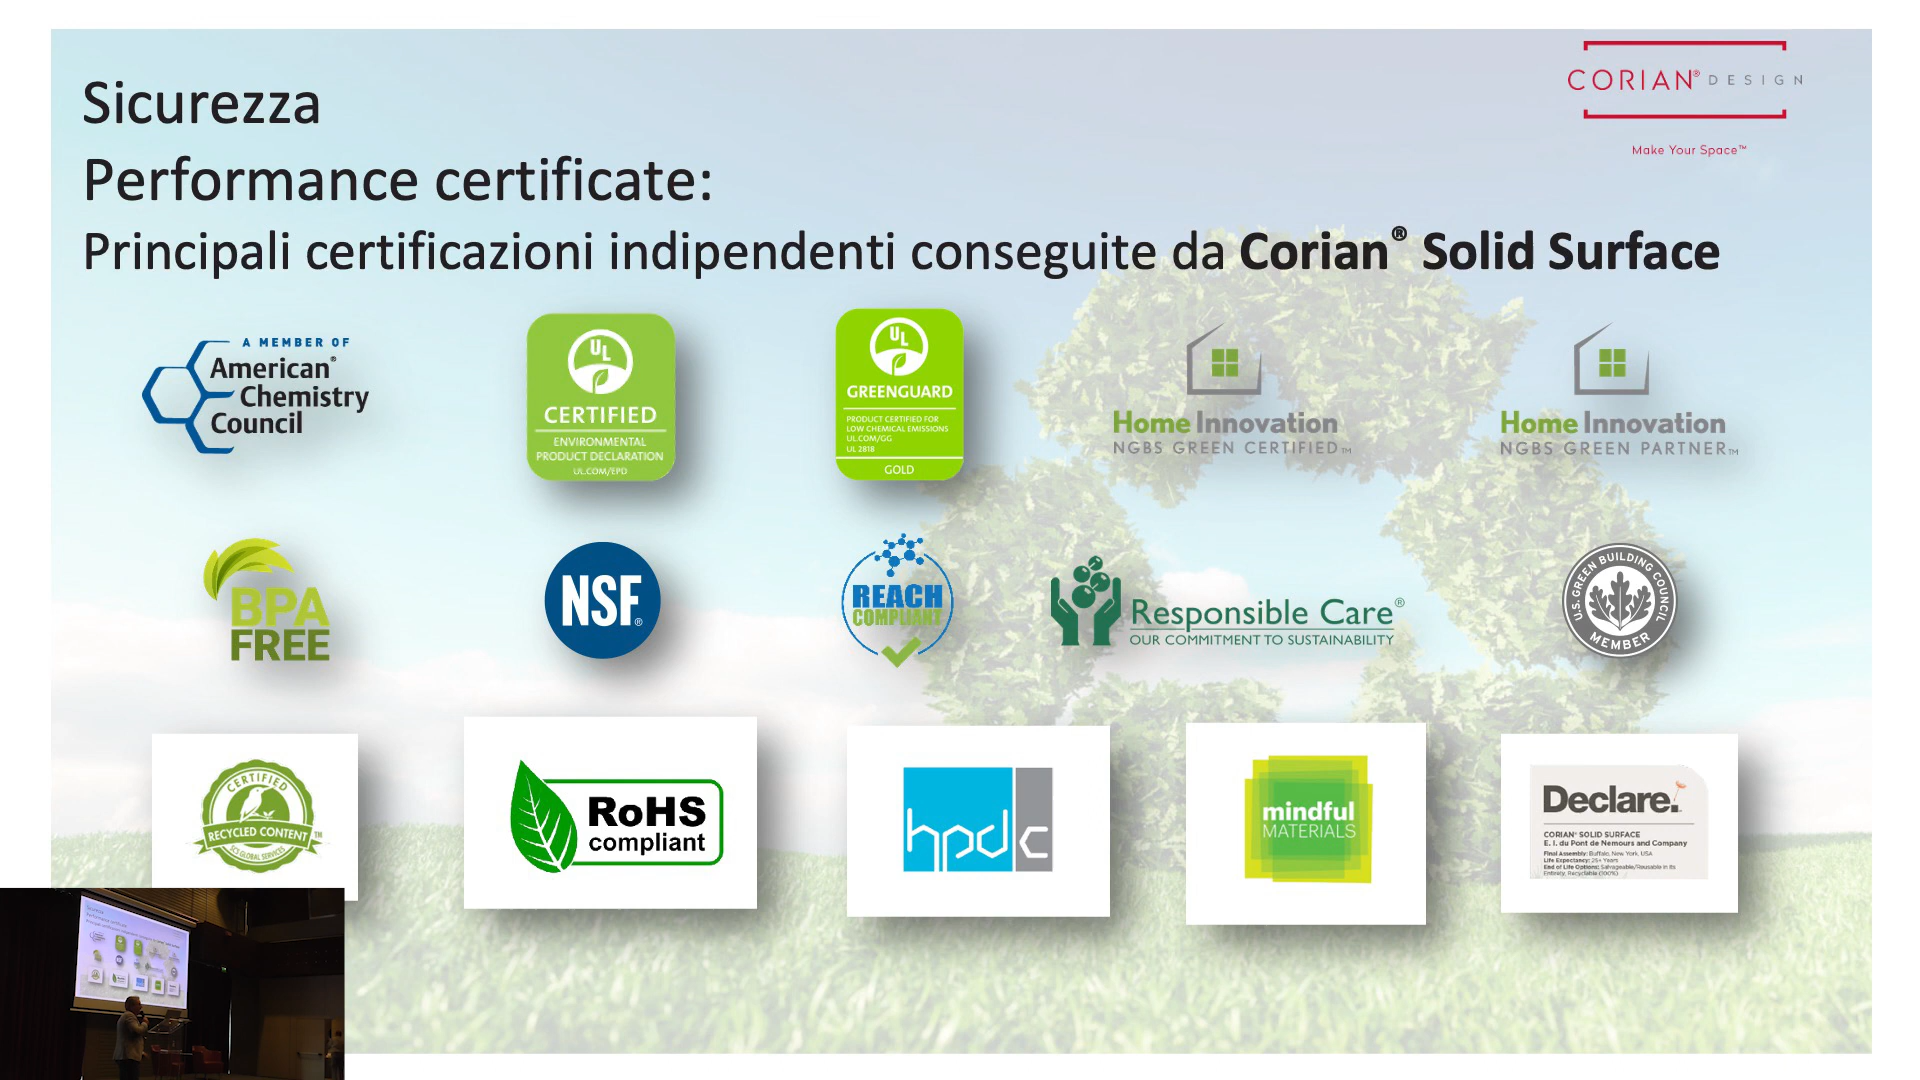 CORIAN® DESIGN
Make Your Space™
Sicurezza
Performance certificate:
Principali certificazioni indipendenti conseguite da Corian® Solid Surface
A MEMBER OF
American®
Chemistry
Council
UL
CERTIFIED
ENVIRONMENTAL
PRODUCT DECLARATION
UL.COM/EPD
UL
GREENGUARD
PRODUCT CERTIFIED FOR
LOW CHEMICAL EMISSIONS
UL.COM/GG
UL 2818
GOLD
Home Innovation
NGBS GREEN CERTIFIED™
Home Innovation
NGBS GREEN PARTNER™
BPA
FREE
NSF®
REACH
COMPLIANT
Responsible Care®
OUR COMMITMENT TO SUSTAINABILITY
U.S. GREEN BUILDING COUNCIL
MEMBER
CERTIFIED
RECYCLED CONTENT™
SCS GLOBAL SERVICES
RoHS
compliant
hpdc
mindful
MATERIALS
Declare.
CORIAN® SOLID SURFACE
E. I. du Pont de Nemours and Company
Final Assembly: Buffalo, New York, USA
Life Expectancy: 25+ Years
End of Life Options: Salvageable/Reusable in its
Entirety, Recyclable (100%)